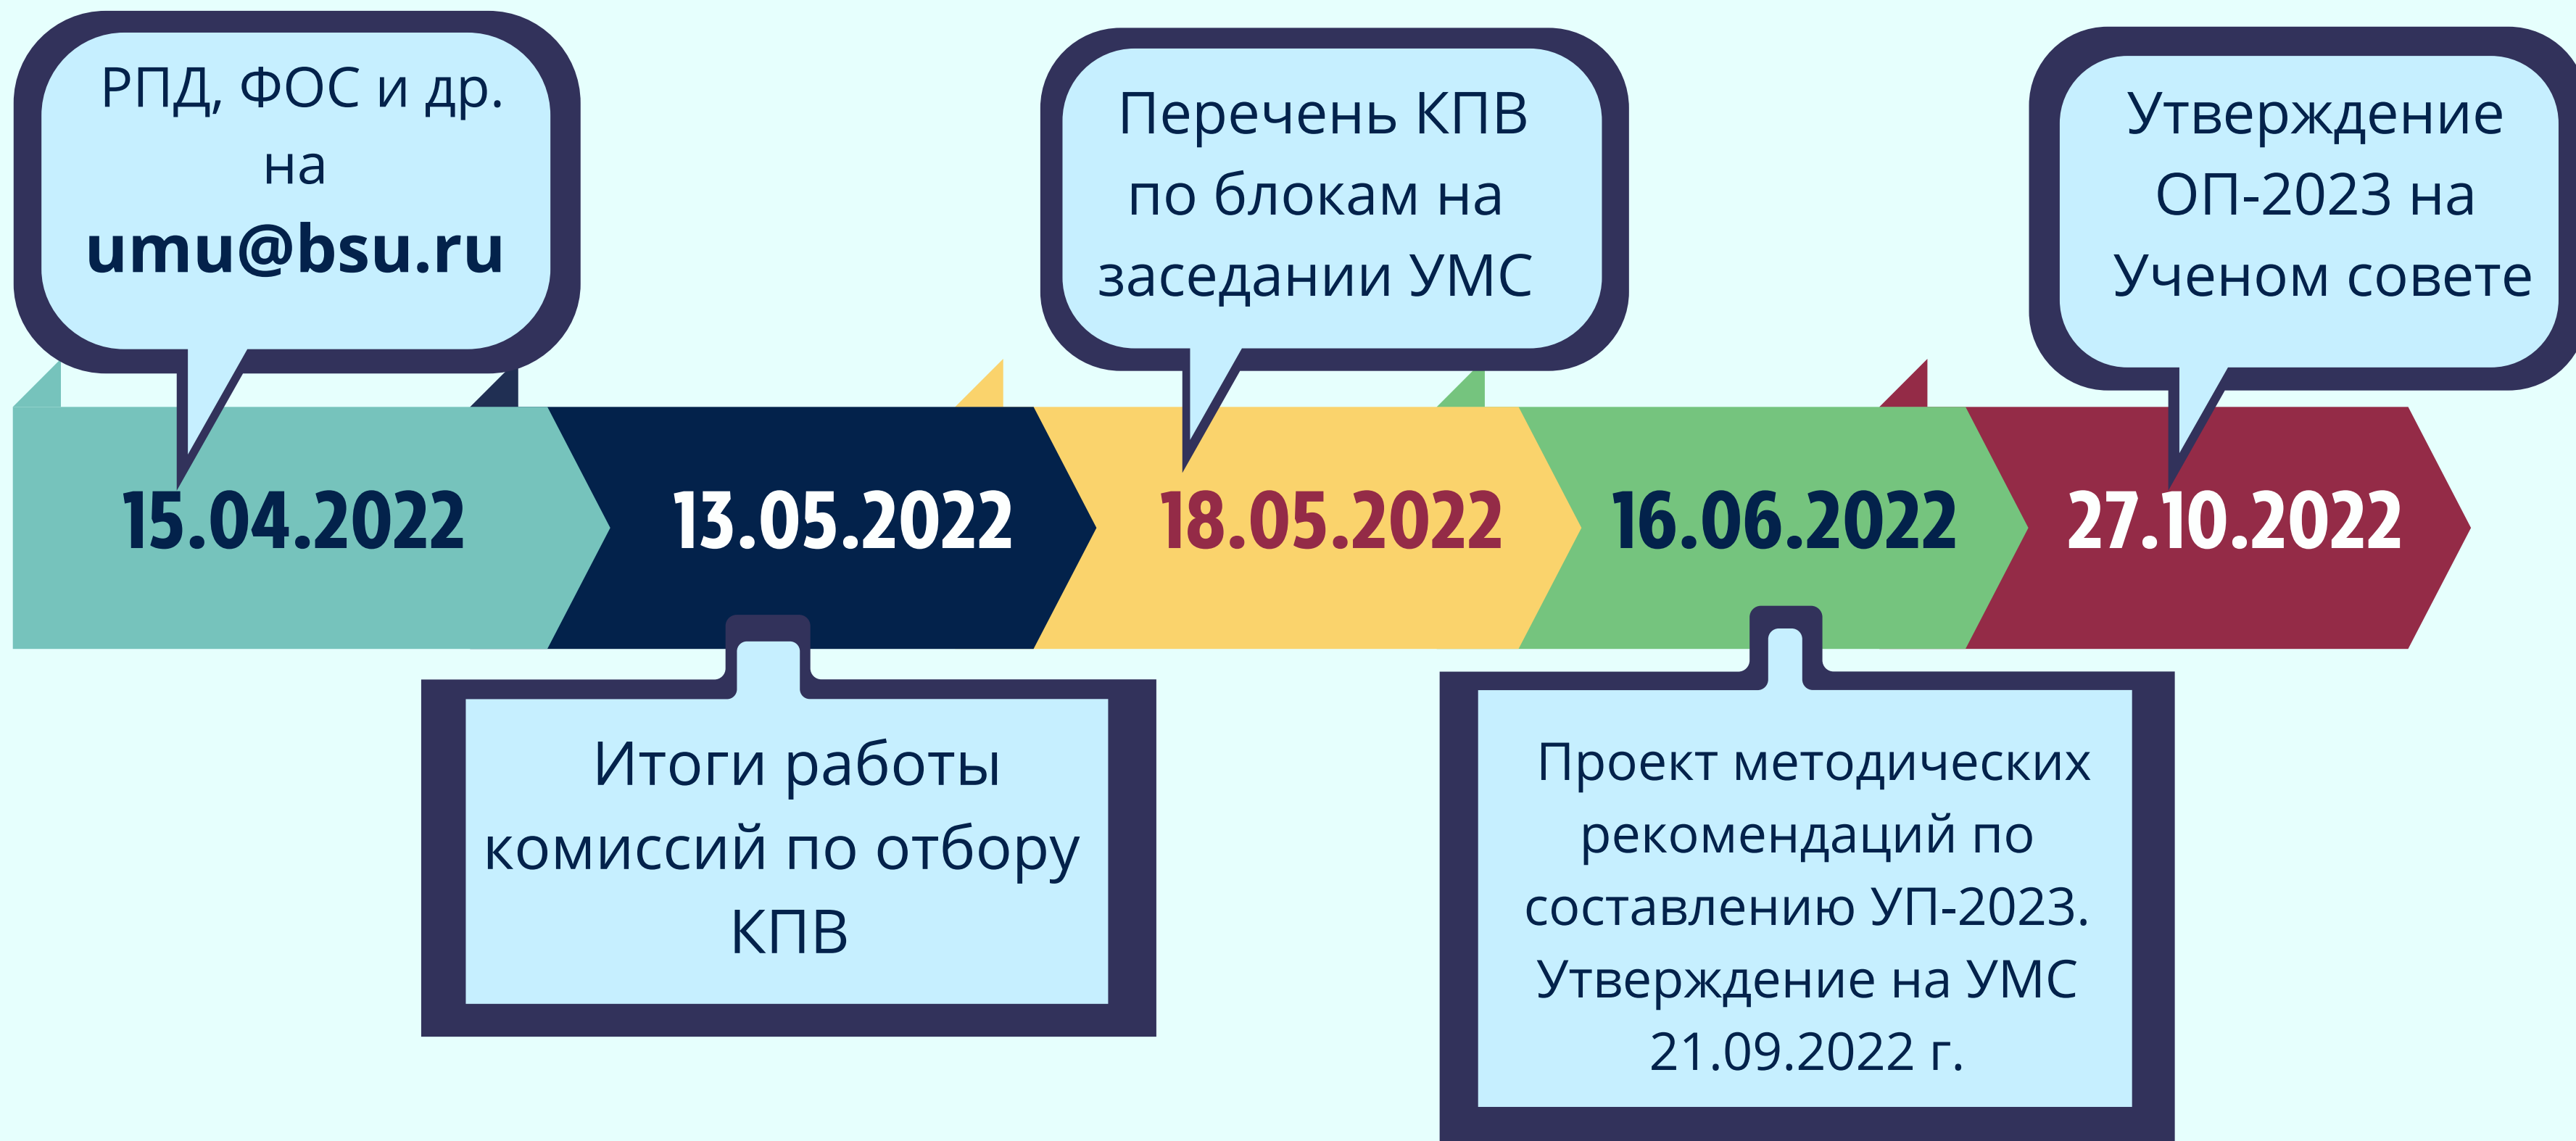 РПД, ФОС и др.
на
umu@bsu.ru
Перечень КПВ
по блокам на
заседании УМС
Утверждение
ОП-2023 на
Ученом совете
15.04.2022
13.05.2022
18.05.2022
16.06.2022
27.10.2022
Итоги работы
комиссий по отбору
КПВ
Проект методических
рекомендаций по
составлению УП-2023.
Утверждение на УМС
21.09.2022 г.